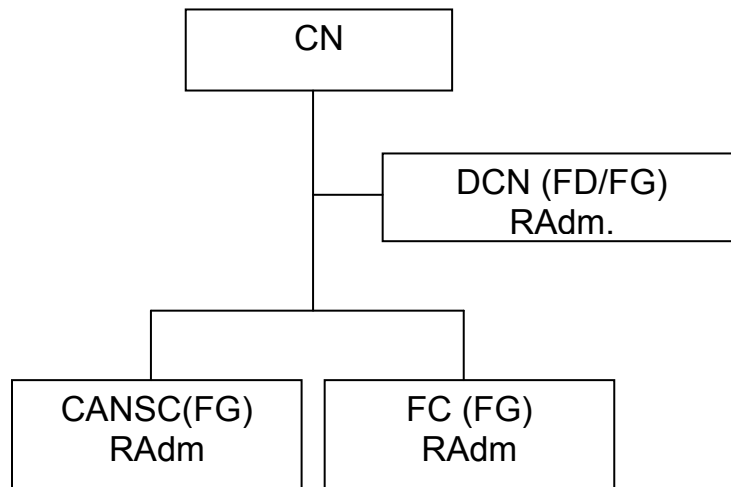 CN
DCN (FD/FG)
RAdm.
CANSC(FG)
RAdm
FC (FG)
RAdm